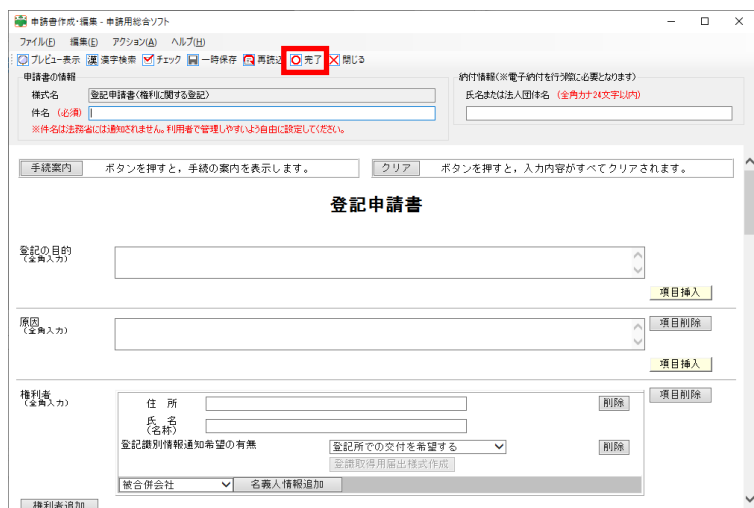 申請書作成・編集 - 申請用総合ソフト
ファイル(F) 編集(E) アクション(A) ヘルプ(H)
プレビュー表示 漢 漢字検索 チェック 一時保存 再読込 完了 閉じる
申請書の情報
納付情報(※電子納付を行う際に必要となります)
様式名 登記申請書(権利に関する登記)
氏名または法人団体名 (全角カナ24文字以内)
件名 (必須)
※件名は法務省には通知されません。利用者で管理しやすいよう自由に設定してください。
手続案内 ボタンを押すと，手続の案内を表示します。
クリア ボタンを押すと，入力内容がすべてクリアされます。
登記申請書
登記の目的
(全角入力)
項目挿入
原因
(全角入力)
項目削除
項目挿入
権利者
(全角入力)
項目削除
住 所
削除
氏 名
(名称)
登記識別情報通知希望の有無 登記所での交付を希望する 削除
登識取得用届出様式作成
被合併会社 名義人情報追加
権利者追加